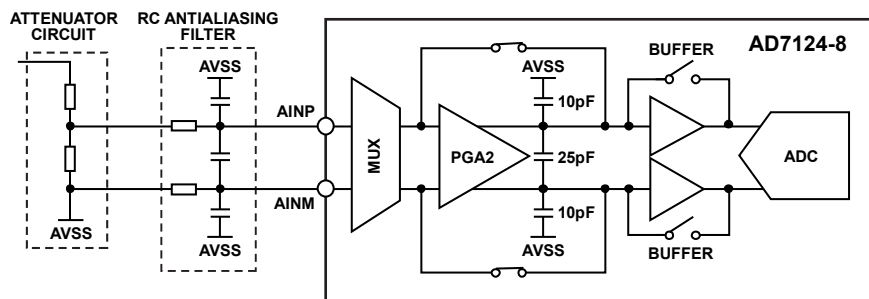 ATTENUATOR
CIRCUIT
RC ANTIALIASING
FILTER
AD7124-8
BUFFER
AVSS
AVSS
10pF
AINP
MUX
PGA2
25pF
ADC
AINM
10pF
AVSS
AVSS
AVSS
BUFFER